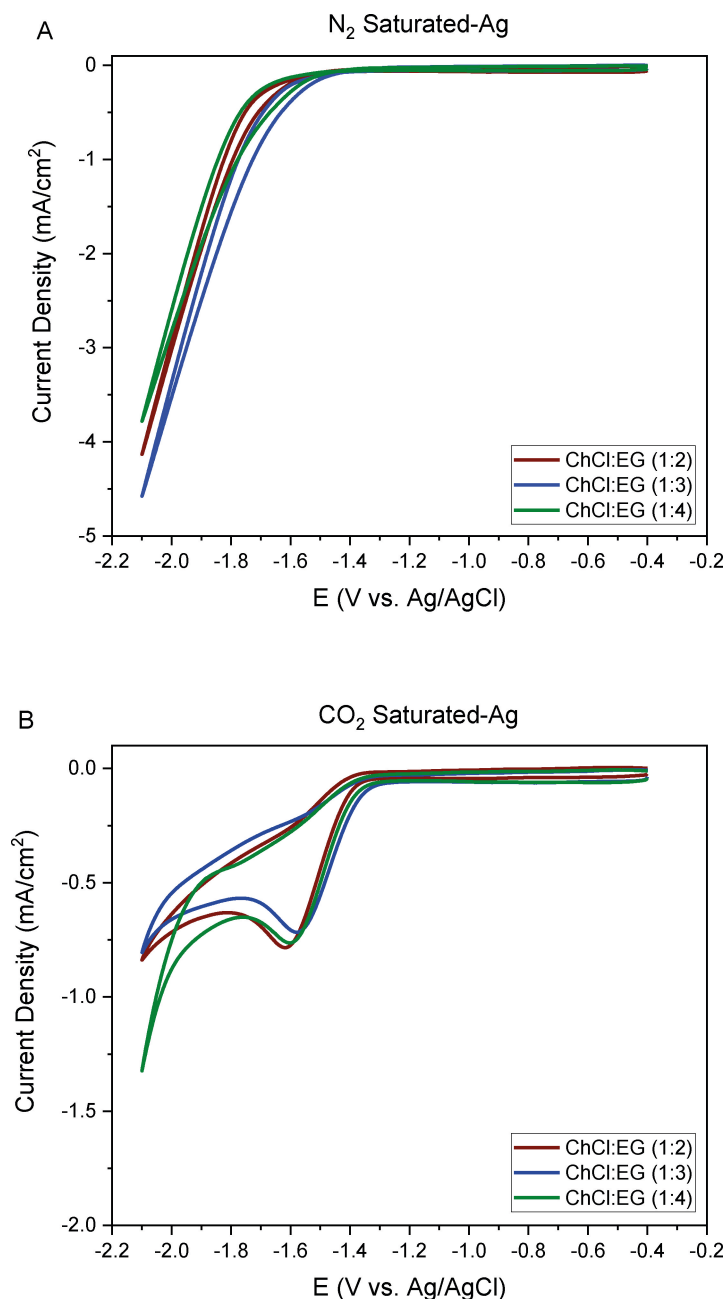 A
N₂ Saturated-Ag
0
-1
-2
-3
-4
-5
Current Density (mA/cm²)
ChCl:EG (1:2)
ChCl:EG (1:3)
ChCl:EG (1:4)
-2.2 -2.0 -1.8 -1.6 -1.4 -1.2 -1.0 -0.8 -0.6 -0.4 -0.2
E (V vs. Ag/AgCl)
B
CO₂ Saturated-Ag
0.0
-0.5
-1.0
-1.5
-2.0
Current Density (mA/cm²)
ChCl:EG (1:2)
ChCl:EG (1:3)
ChCl:EG (1:4)
-2.2 -2.0 -1.8 -1.6 -1.4 -1.2 -1.0 -0.8 -0.6 -0.4 -0.2
E (V vs. Ag/AgCl)